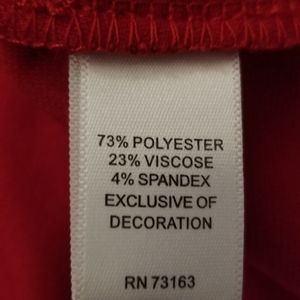 73% POLYESTER
23% VISCOSE
4% SPANDEX
EXCLUSIVE OF
DECORATION
RN 73163